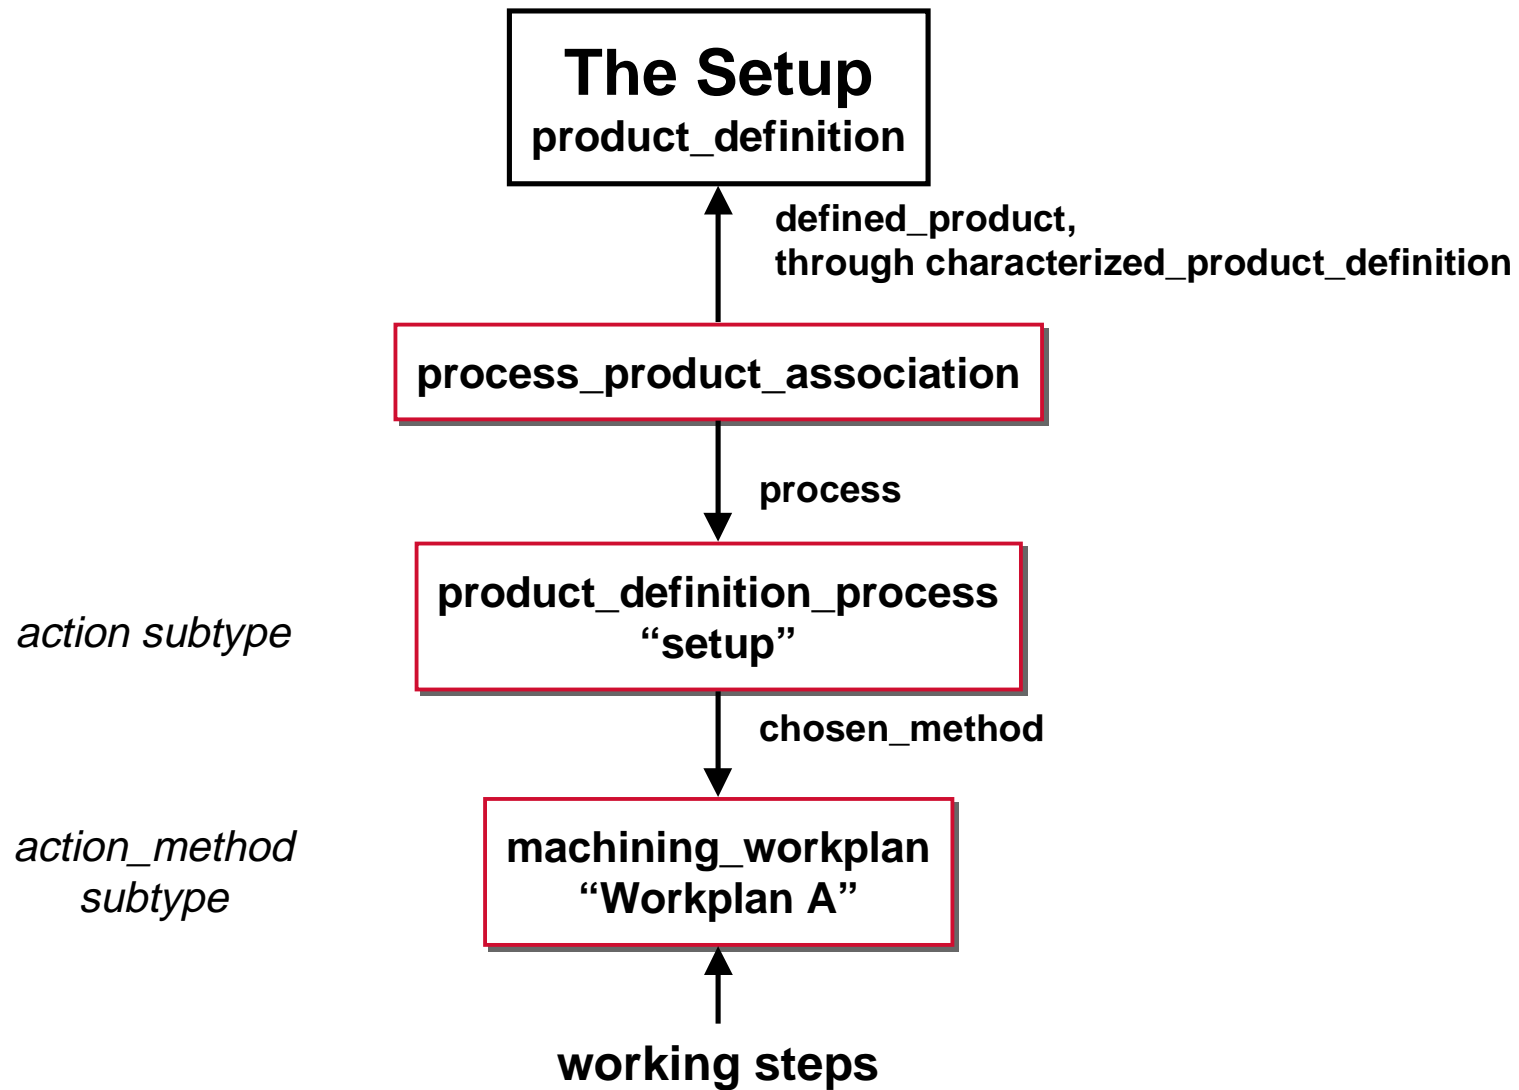 The Setup
product_definition
defined_product,
through characterized_product_definition
process_product_association
process
product_definition_process
“setup”
action subtype
chosen_method
machining_workplan
“Workplan A”
action_method
subtype
working steps